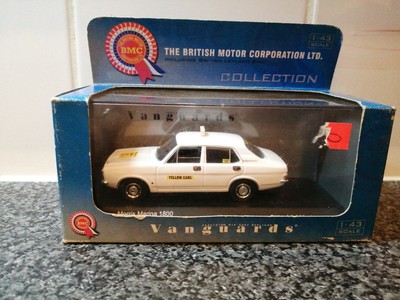 BMC
THE BRITISH MOTOR CORPORATION LTD.
COLLECTION
1-43
SCALE
Vanguards
YELLOW CABS.
Morris Marina 1800
BMC
Vanguards
1-43
SCALE